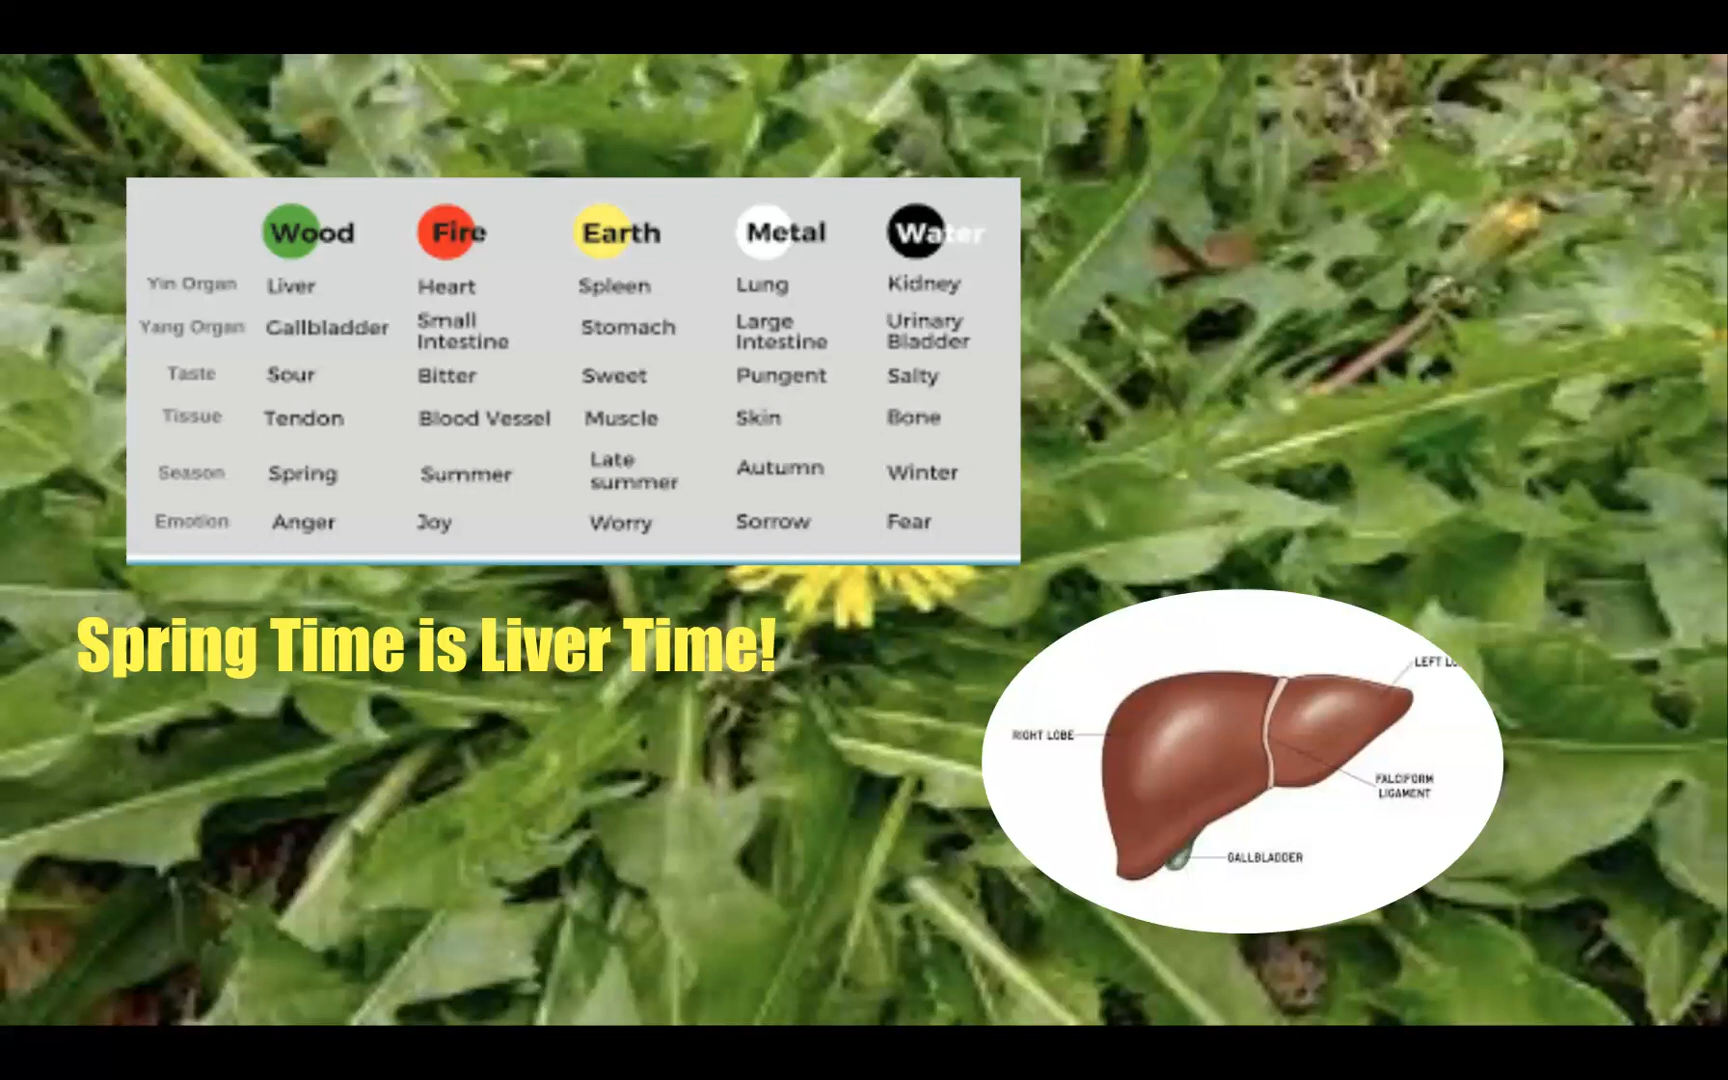 Wood Fire Earth Metal Water
Yin Organ Liver Heart Spleen Lung Kidney
Yang Organ Gallbladder Small Intestine Stomach Large Intestine Urinary Bladder
Taste Sour Bitter Sweet Pungent Salty
Tissue Tendon Blood Vessel Muscle Skin Bone
Season Spring Summer Late summer Autumn Winter
Emotion Anger Joy Worry Sorrow Fear
Spring Time is Liver Time!
LEFT
RIGHT LOBE
FALCIFORM
LIGAMENT
GALLBLADDER